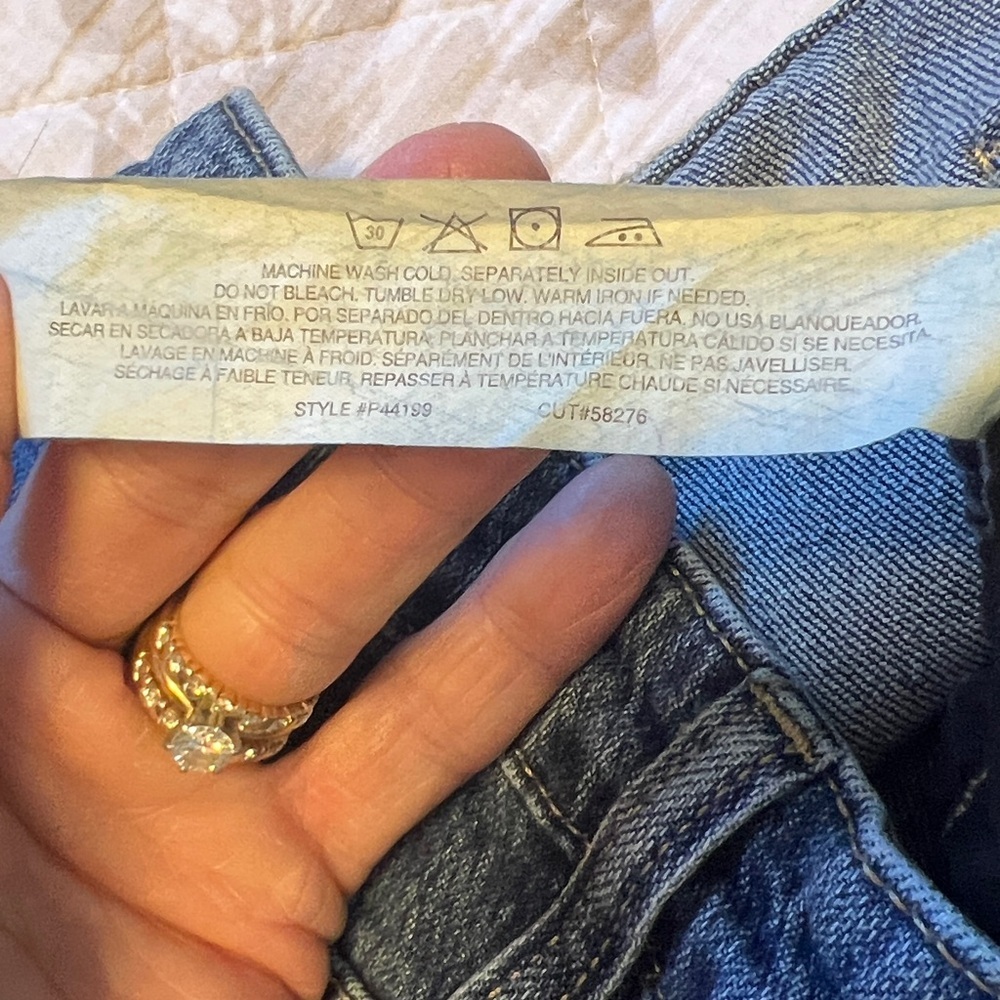 30
MACHINE WASH COLD. SEPARATELY INSIDE OUT.
DO NOT BLEACH. TUMBLE DRY LOW. WARM IRON IF NEEDED.
LAVAR A MAQUINA EN FRÍO. POR SEPARADO DEL DENTRO HACIA FUERA. NO USA BLANQUEADOR.
SECAR EN SECADORA A BAJA TEMPERATURA. PLANCHAR A TEMPERATURA CÁLIDO SI SE NECESITA.
LAVAGE EN MACHINE À FROID. SÉPARÉMENT DE L'INTÉRIEUR. NE PAS JAVELLISER.
SÉCHAGE À FAIBLE TENEUR, REPASSER À TEMPÉRATURE CHAUDE SI NÉCESSAIRE.
STYLE #P44199 CUT#58276